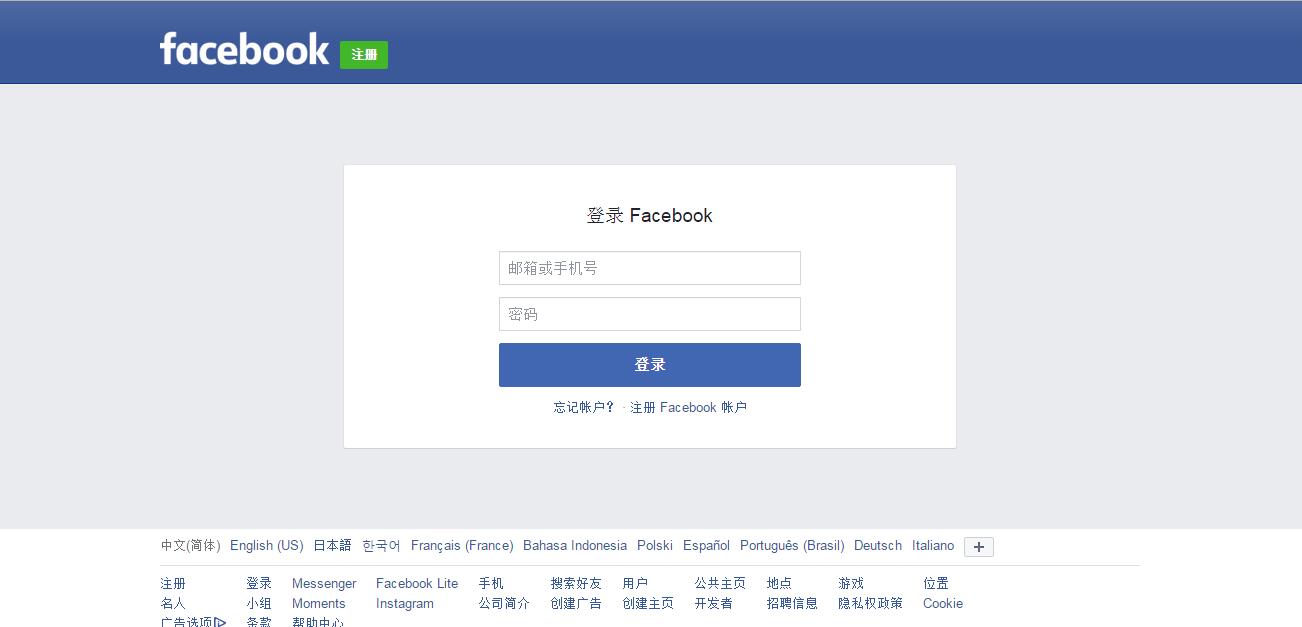 facebook 注册
登录 Facebook
邮箱或手机号
密码
登录
忘记帐户？ · 注册 Facebook 帐户
中文(简体) English (US) 日本語 한국어 Français (France) Bahasa Indonesia Polski Español Português (Brasil) Deutsch Italiano +
注册 登录 Messenger Facebook Lite 手机 搜索好友 用户 公共主页 地点 游戏 位置
名人 小组 Moments Instagram 公司简介 创建广告 创建主页 开发者 招聘信息 隐私权政策 Cookie
广告选项 条款 帮助中心